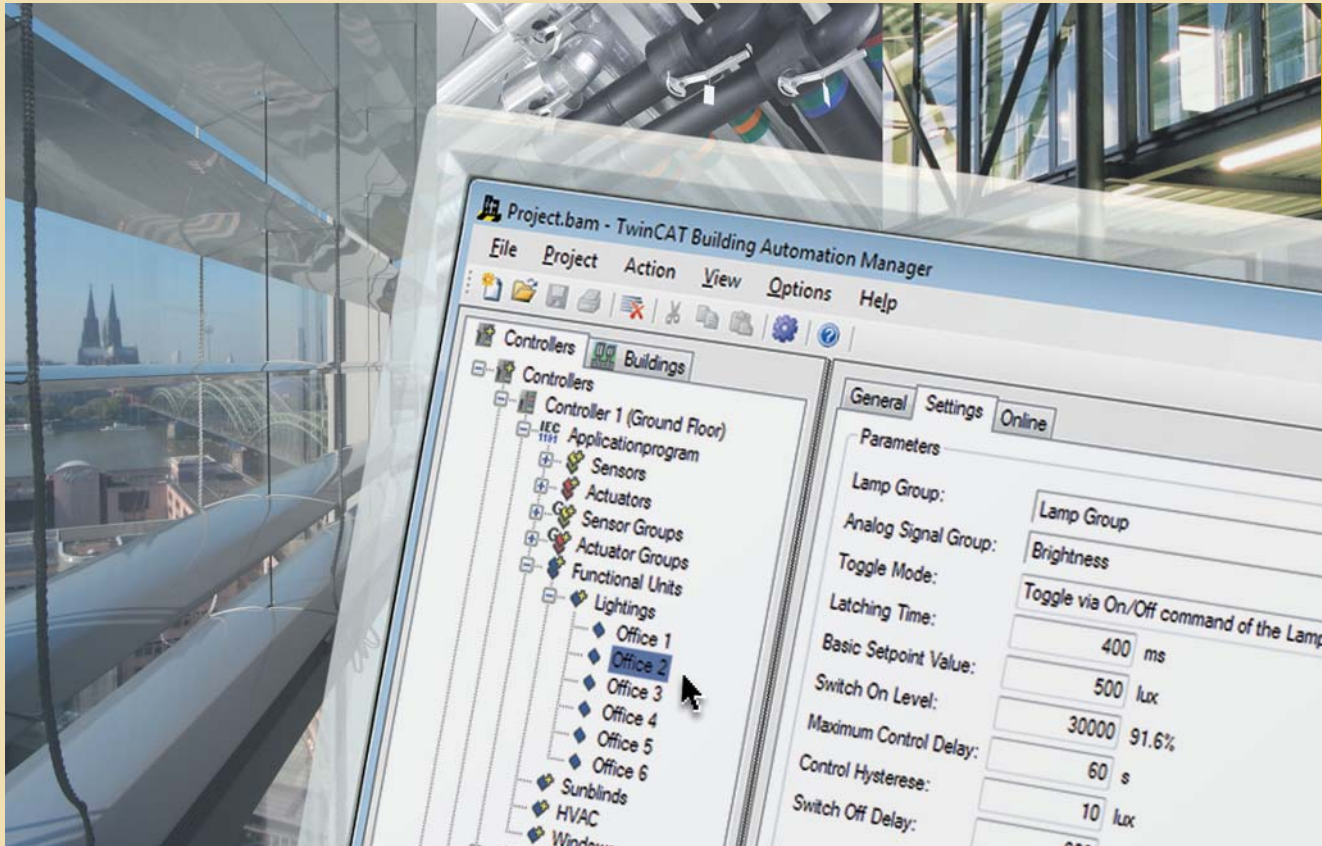 Project.bam - TwinCAT Building Automation Manager
File Project Action View Options Help
Controllers Buildings
Controllers
Controller 1 (Ground Floor)
IEC 1131 Applicationprogram
Sensors
Actuators
Sensor Groups
Actuator Groups
Functional Units
Lightings
Office 1
Office 2
Office 3
Office 4
Office 5
Office 6
Sunblinds
HVAC
General Settings Online
Parameters
Lamp Group: Lamp Group
Analog Signal Group: Brightness
Toggle Mode: Toggle via On/Off command of the Lamp
Latching Time: 400 ms
Basic Setpoint Value: 500 lux
Switch On Level: 30000 91.6%
Maximum Control Delay: 60 s
Control Hysterese: 10 lux
Switch Off Delay: